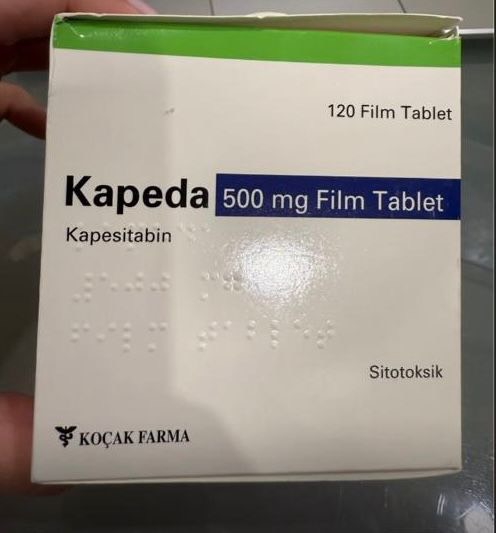 120 Film Tablet
Kapeda 500 mg Film Tablet
Kapesitabin
Sitotoksik
KOÇAK FARMA